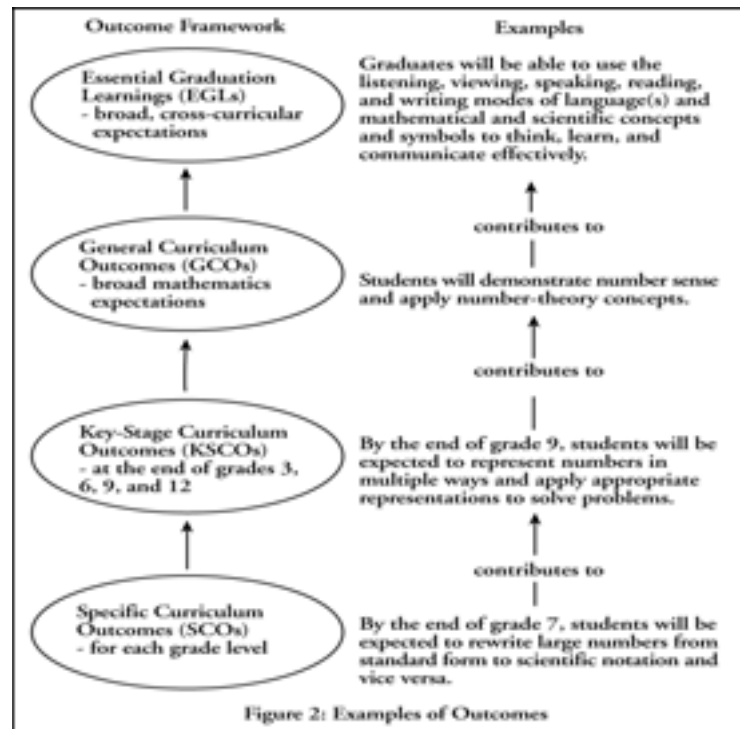 Outcome Framework
Essential Graduation
Learnings (EGLs)
- broad, cross-curricular
expectations
General Curriculum
Outcomes (GCOs)
- broad mathematics
expectations
Key-Stage Curriculum
Outcomes (KSCOs)
- at the end of grades 3,
6, 9, and 12
Specific Curriculum
Outcomes (SCOs)
- for each grade level
Examples
Graduates will be able to use the
listening, viewing, speaking, reading,
and writing modes of language(s) and
mathematical and scientific concepts
and symbols to think, learn, and
communicate effectively.
contributes to
Students will demonstrate number sense
and apply number-theory concepts.
contributes to
By the end of grade 9, students will be
expected to represent numbers in
multiple ways and apply appropriate
representations to solve problems.
contributes to
By the end of grade 7, students will be
expected to rewrite large numbers from
standard form to scientific notation and
vice versa.
Figure 2: Examples of Outcomes